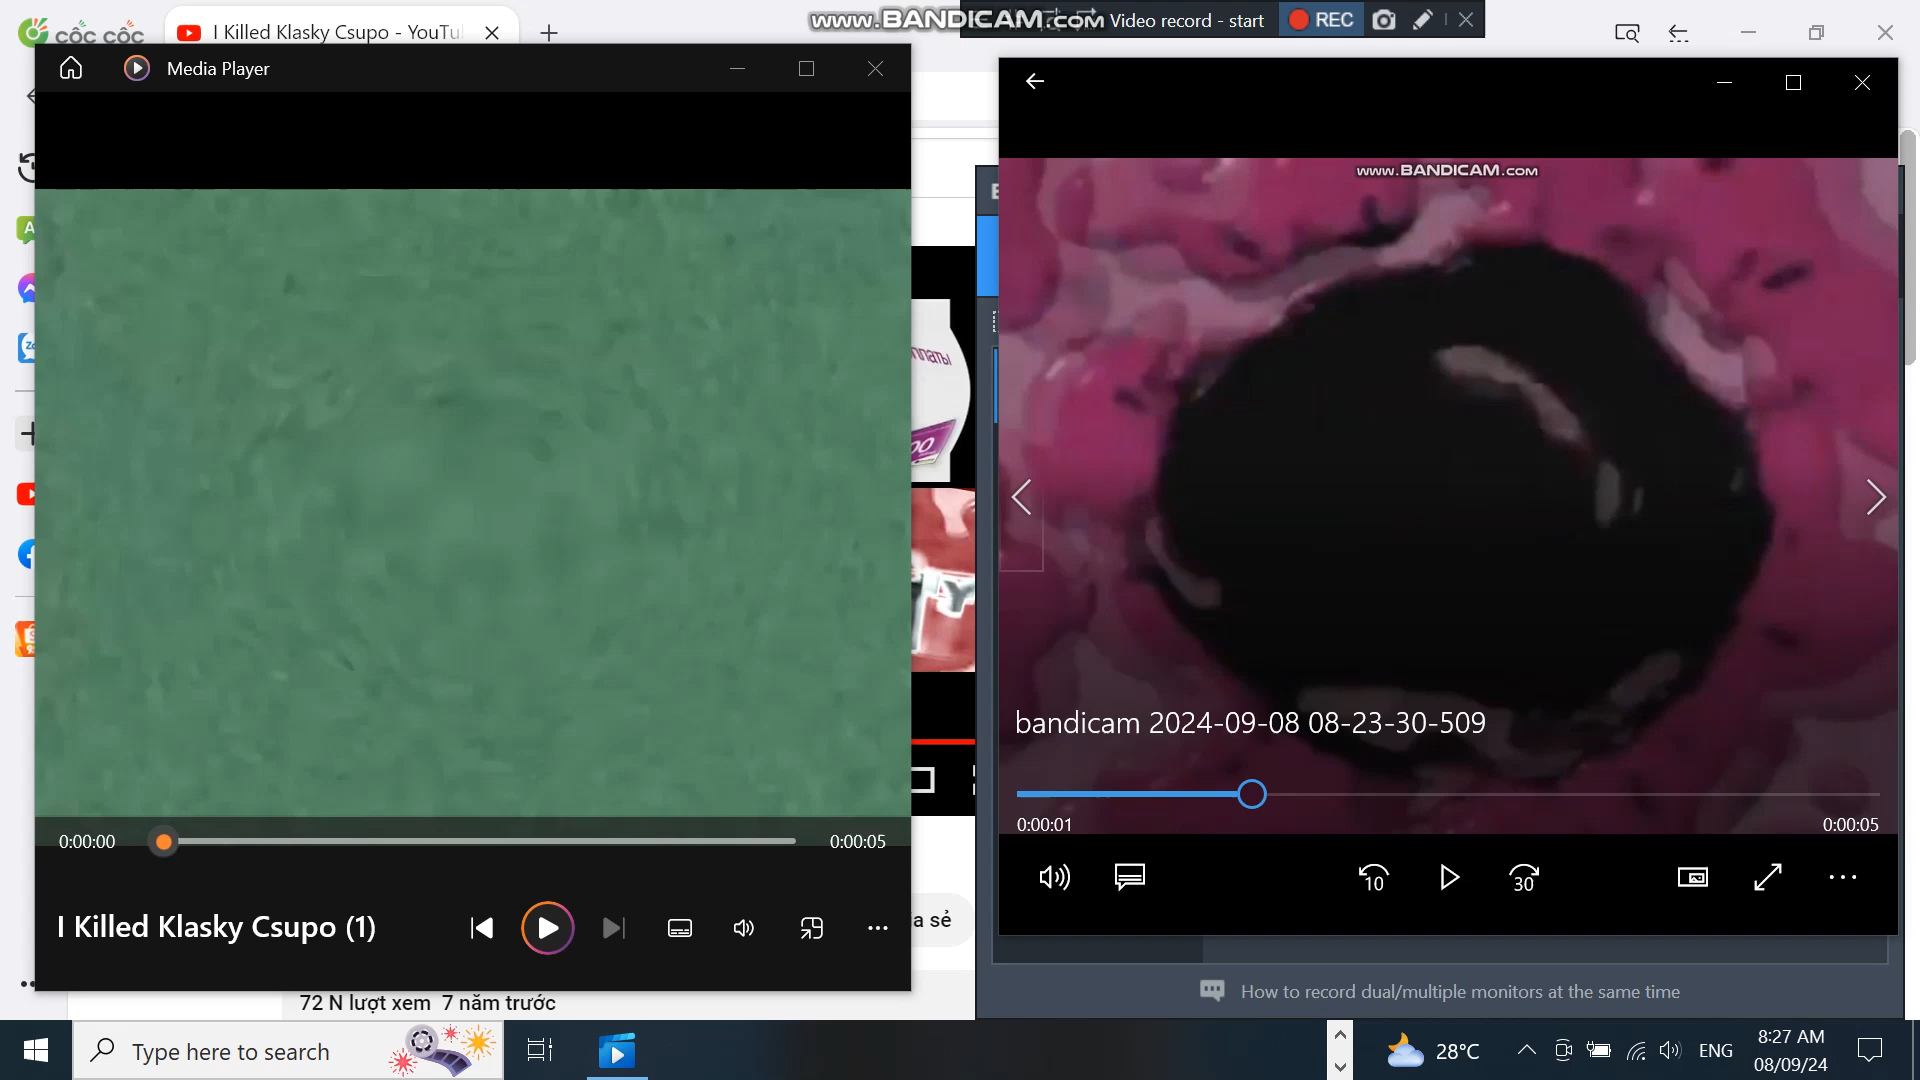 cốc cốc
I Killed Klasky Csupo - YouTu
www.BANDICAM.com
Video record - start
REC
Media Player
www.BANDICAM.com
bandicam 2024-09-08 08-23-30-509
0:00:01
0:00:05
10
30
0:00:00
0:00:05
I Killed Klasky Csupo (1)
a sẻ
How to record dual/multiple monitors at the same time
72 N lượt xem 7 năm trước
Type here to search
28°C
ENG
8:27 AM
08/09/24